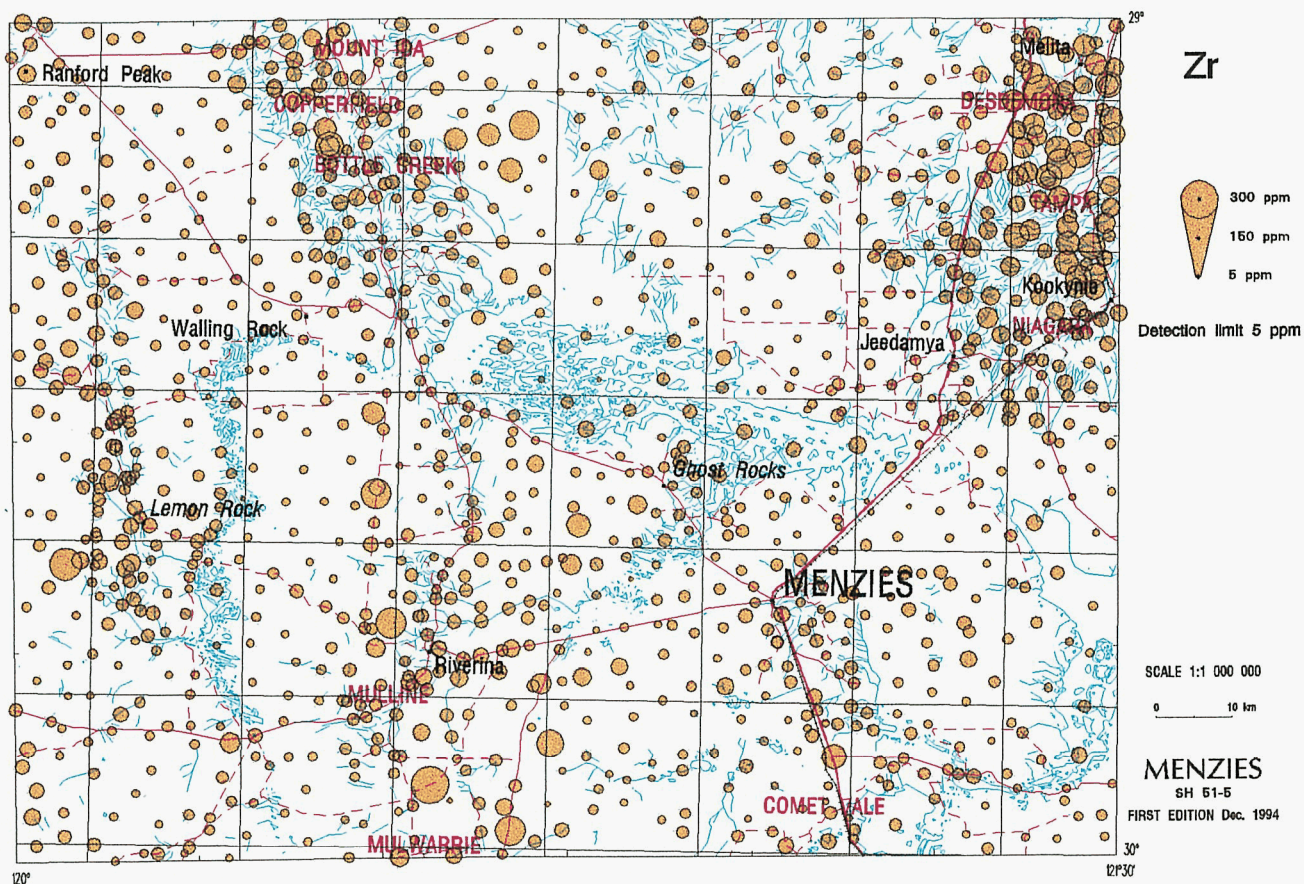 29°
Zr
MOUNT IDA
Melita
Ranford Peak
COPPERFIELD
DESDEMONA
BOTTLE CREEK
300 ppm
TAMPA
150 ppm
5 ppm
Kookynie
Walling Rock
NIAGARA
Detection limit 5 ppm
Jeedamya
Ghost Rocks
Lemon Rock
MENZIES
Riverina
SCALE 1:1 000 000
MULLINE
0 10 km
MENZIES
SH 51-5
COMET VALE
FIRST EDITION Dec. 1994
MULWARRIE
30°
120°
121°30'